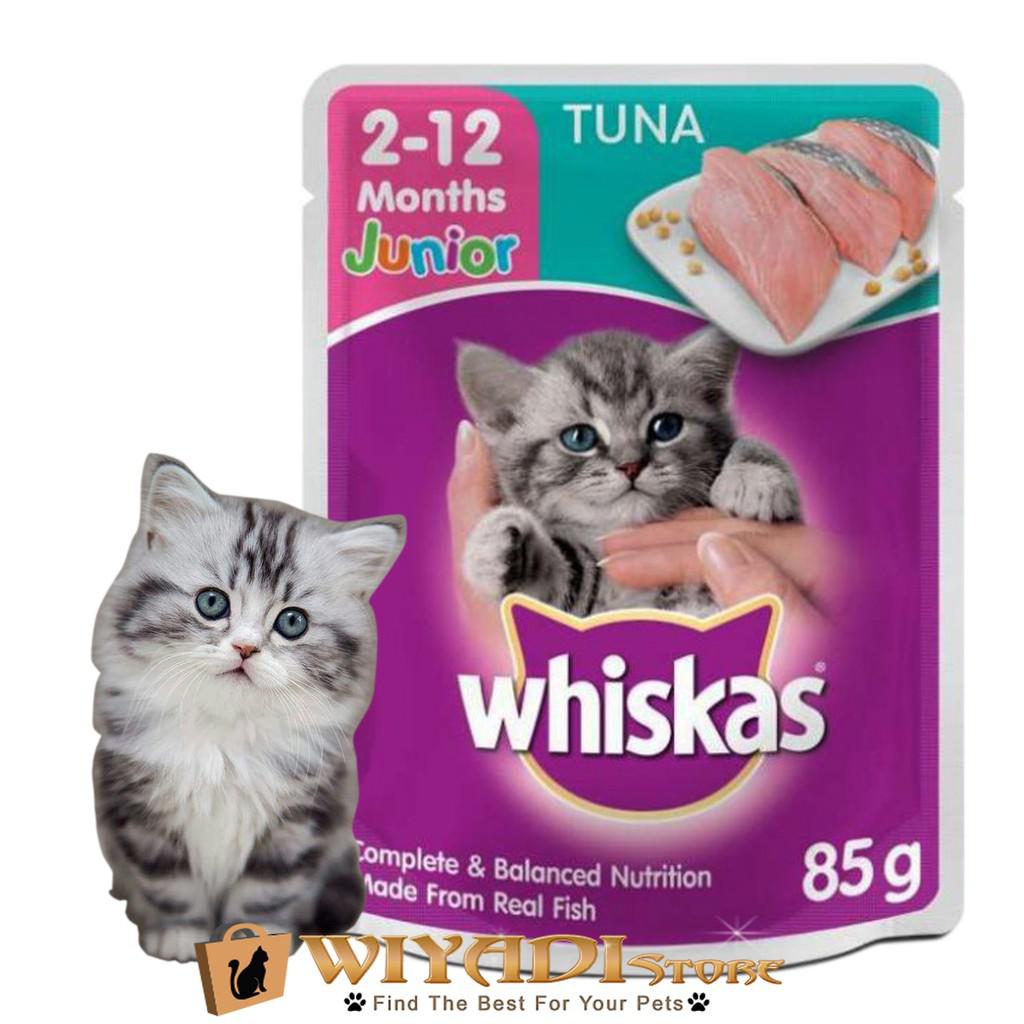 2-12
Months
Junior
TUNA
whiskas®
Complete & Balanced Nutrition
Made From Real Fish
85g
WIYADI STORE
Find The Best For Your Pets